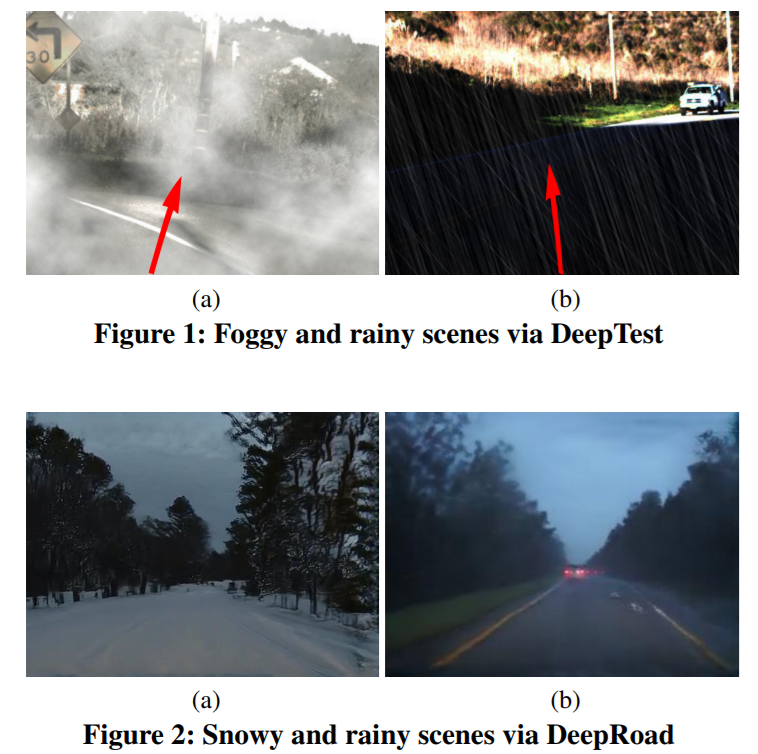 30
(a) (b)
Figure 1: Foggy and rainy scenes via DeepTest
(a) (b)
Figure 2: Snowy and rainy scenes via DeepRoad